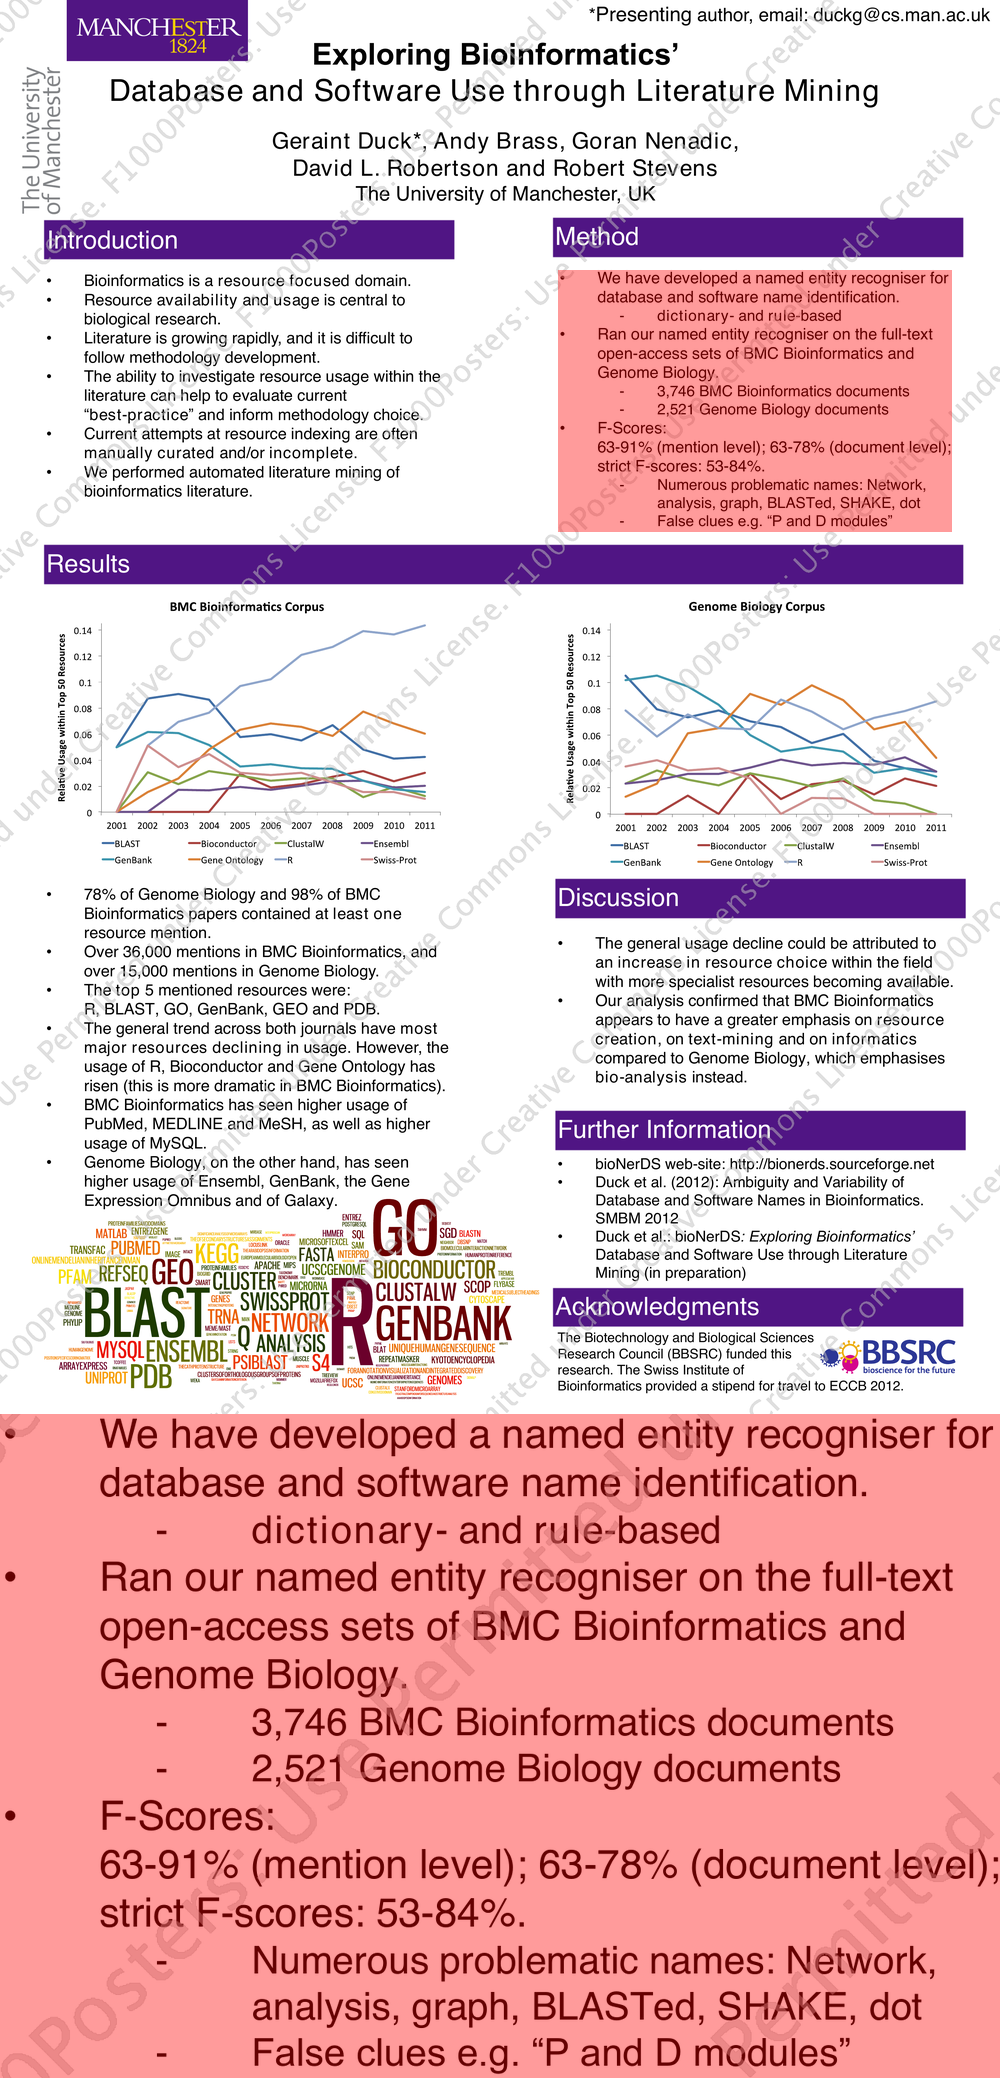 MANCHESTER
1824
The University
of Manchester
*Presenting author, email: duckg@cs.man.ac.uk
Exploring Bioinformatics’
Database and Software Use through Literature Mining
Geraint Duck*, Andy Brass, Goran Nenadic,
David L. Robertson and Robert Stevens
The University of Manchester, UK
Introduction
• Bioinformatics is a resource focused domain.
• Resource availability and usage is central to
biological research.
• Literature is growing rapidly, and it is difficult to
follow methodology development.
• The ability to investigate resource usage within the
literature can help to evaluate current
“best-practice” and inform methodology choice.
• Current attempts at resource indexing are often
manually curated and/or incomplete.
• We performed automated literature mining of
bioinformatics literature.
Method
• We have developed a named entity recogniser for
database and software name identification.
- dictionary- and rule-based
• Ran our named entity recogniser on the full-text
open-access sets of BMC Bioinformatics and
Genome Biology.
- 3,746 BMC Bioinformatics documents
- 2,521 Genome Biology documents
• F-Scores:
63-91% (mention level); 63-78% (document level);
strict F-scores: 53-84%.
- Numerous problematic names: Network,
analysis, graph, BLASTed, SHAKE, dot
- False clues e.g. “P and D modules”
Results
BMC Bioinformatics Corpus
Relative Usage within Top 50 Resources
0.14
0.12
0.1
0.08
0.06
0.04
0.02
0
2001 2002 2003 2004 2005 2006 2007 2008 2009 2010 2011
BLAST Bioconductor ClustalW Ensembl
GenBank Gene Ontology R Swiss-Prot
Genome Biology Corpus
Relative Usage within Top 50 Resources
0.14
0.12
0.1
0.08
0.06
0.04
0.02
0
2001 2002 2003 2004 2005 2006 2007 2008 2009 2010 2011
BLAST Bioconductor ClustalW Ensembl
GenBank Gene Ontology R Swiss-Prot
• 78% of Genome Biology and 98% of BMC
Bioinformatics papers contained at least one
resource mention.
• Over 36,000 mentions in BMC Bioinformatics, and
over 15,000 mentions in Genome Biology.
• The top 5 mentioned resources were:
R, BLAST, GO, GenBank, GEO and PDB.
• The general trend across both journals have most
major resources declining in usage. However, the
usage of R, Bioconductor and Gene Ontology has
risen (this is more dramatic in BMC Bioinformatics).
• BMC Bioinformatics has seen higher usage of
PubMed, MEDLINE and MeSH, as well as higher
usage of MySQL.
• Genome Biology, on the other hand, has seen
higher usage of Ensembl, GenBank, the Gene
Expression Omnibus and of Galaxy.
GO
MATLAB ENTREZGENE
HMMER SQL SGD BLASTN
TRANSFAC PUBMED
KEGG FASTA INTERPRO
PFAM REFSEQ GEO
UCSCGENOME BIOCONDUCTOR
CLUSTER MICRORNA
CLUSTALW SCOP
BLAST SWISSPROT R
TRNA NETWORK GENBANK
MYSQL ENSEMBL Q ANALYSIS
UNIQUEHUMANGENESEQUENCE
ARRAYEXPRESS PSIBLAST S4 REPEATMASKER KYOTOENCYCLOPEDIA
UNIPROT PDB
UCSC GENOMES
Discussion
• The general usage decline could be attributed to
an increase in resource choice within the field
with more specialist resources becoming available.
• Our analysis confirmed that BMC Bioinformatics
appears to have a greater emphasis on resource
creation, on text-mining and on informatics
compared to Genome Biology, which emphasises
bio-analysis instead.
Further Information
• bioNerDS web-site: http://bionerds.sourceforge.net
• Duck et al. (2012): Ambiguity and Variability of
Database and Software Names in Bioinformatics.
SMBM 2012
• Duck et al.: bioNerDS: Exploring Bioinformatics’
Database and Software Use through Literature
Mining (in preparation)
Acknowledgments
The Biotechnology and Biological Sciences
Research Council (BBSRC) funded this
research. The Swiss Institute of
Bioinformatics provided a stipend for travel to ECCB 2012.
BBSRC
bioscience for the future
• We have developed a named entity recogniser for
database and software name identification.
- dictionary- and rule-based
• Ran our named entity recogniser on the full-text
open-access sets of BMC Bioinformatics and
Genome Biology.
- 3,746 BMC Bioinformatics documents
- 2,521 Genome Biology documents
• F-Scores:
63-91% (mention level); 63-78% (document level);
strict F-scores: 53-84%.
- Numerous problematic names: Network,
analysis, graph, BLASTed, SHAKE, dot
- False clues e.g. “P and D modules”